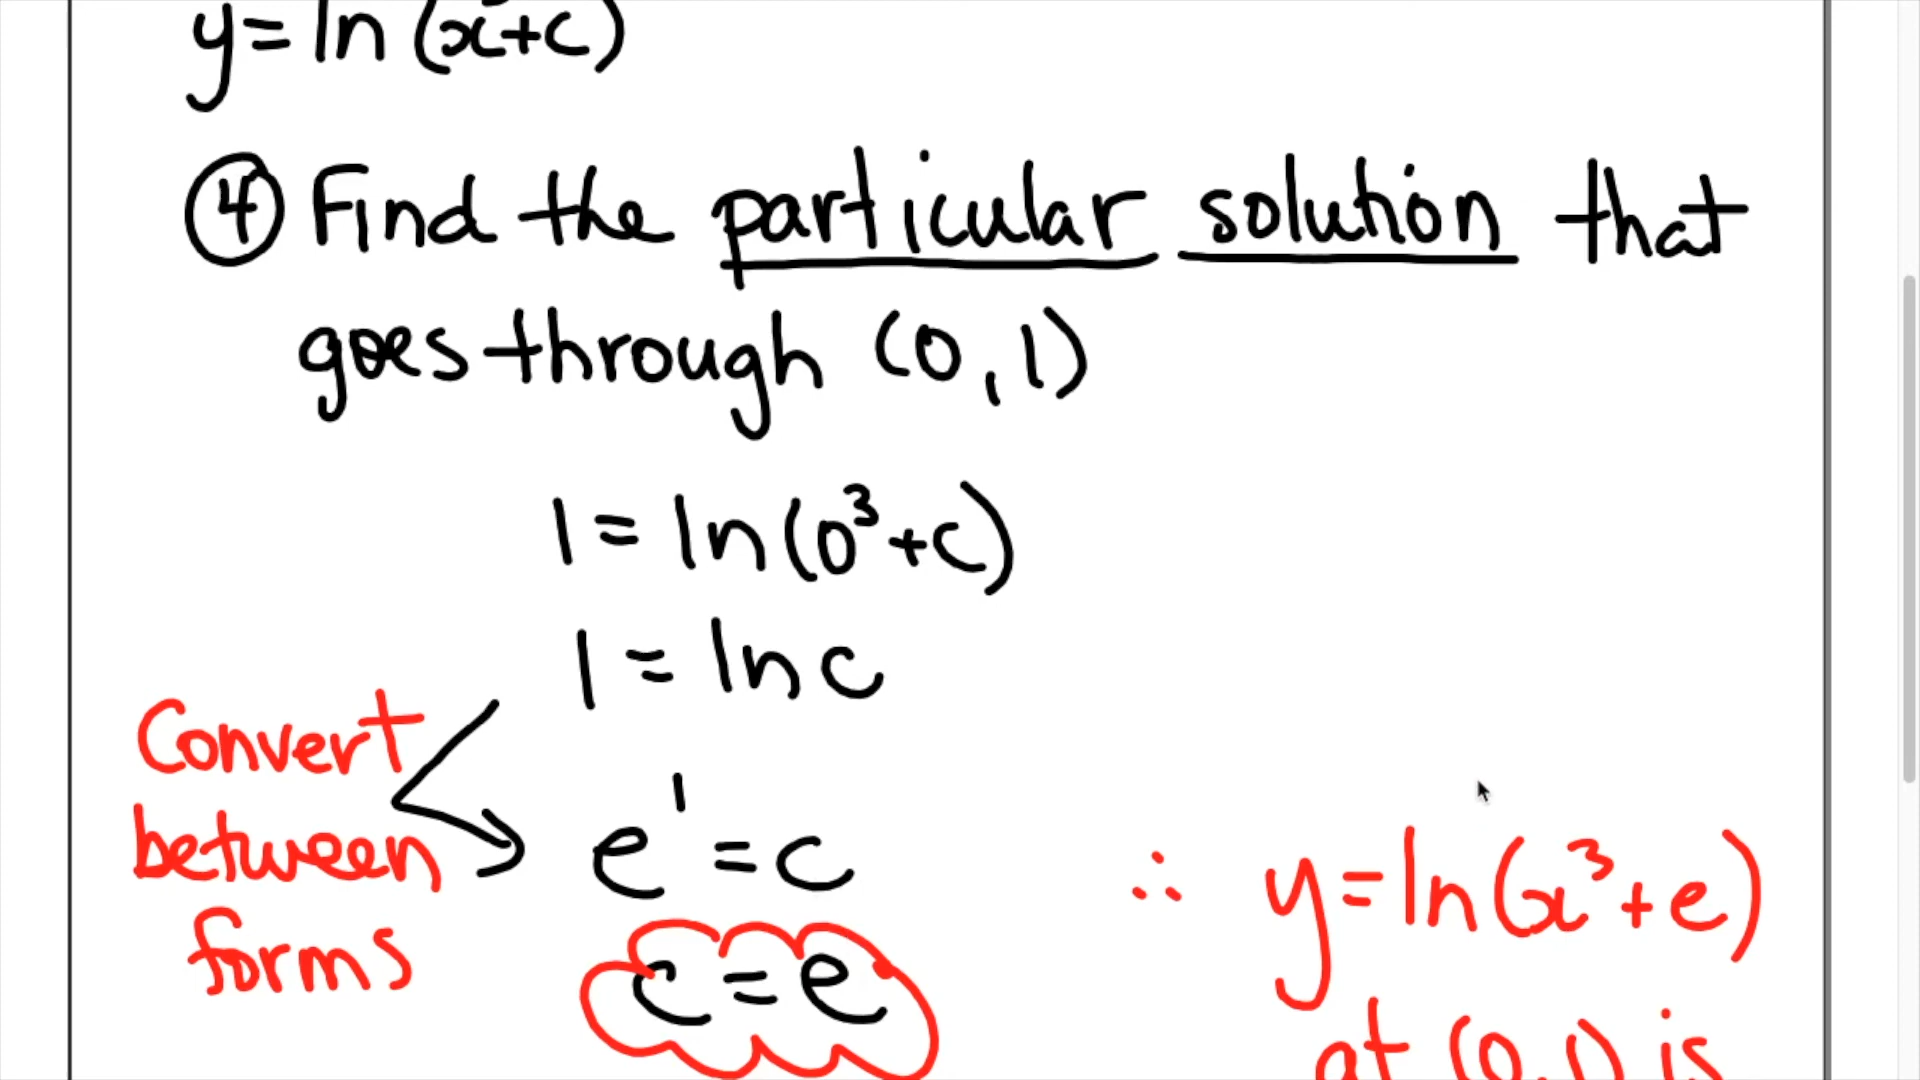 y=ln(x³+c)
④ Find the particular solution that
goes through (0,1)
1=ln(0³+c)
1=ln c
Convert
between
forms
e¹=c
c=e
∴ y=ln(x³+e)
at (0,1) is